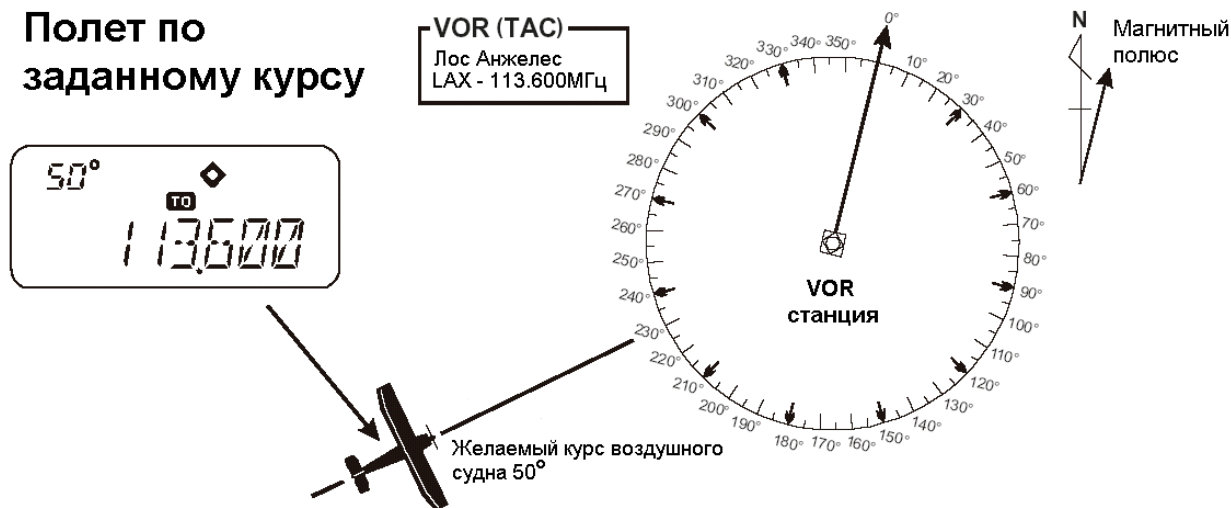 Полет по
заданному курсу
VOR (TAC)
Лос Анжелес
LAX - 113.600МГц
N
Магнитный
полюс
50°
TO
113.600
0°
10°
20°
30°
40°
50°
60°
70°
80°
90°
100°
110°
120°
130°
140°
150°
160°
170°
180°
190°
200°
210°
220°
230°
240°
250°
260°
270°
280°
290°
300°
310°
320°
330°
340°
350°
VOR
станция
Желаемый курс воздушного
судна 50°